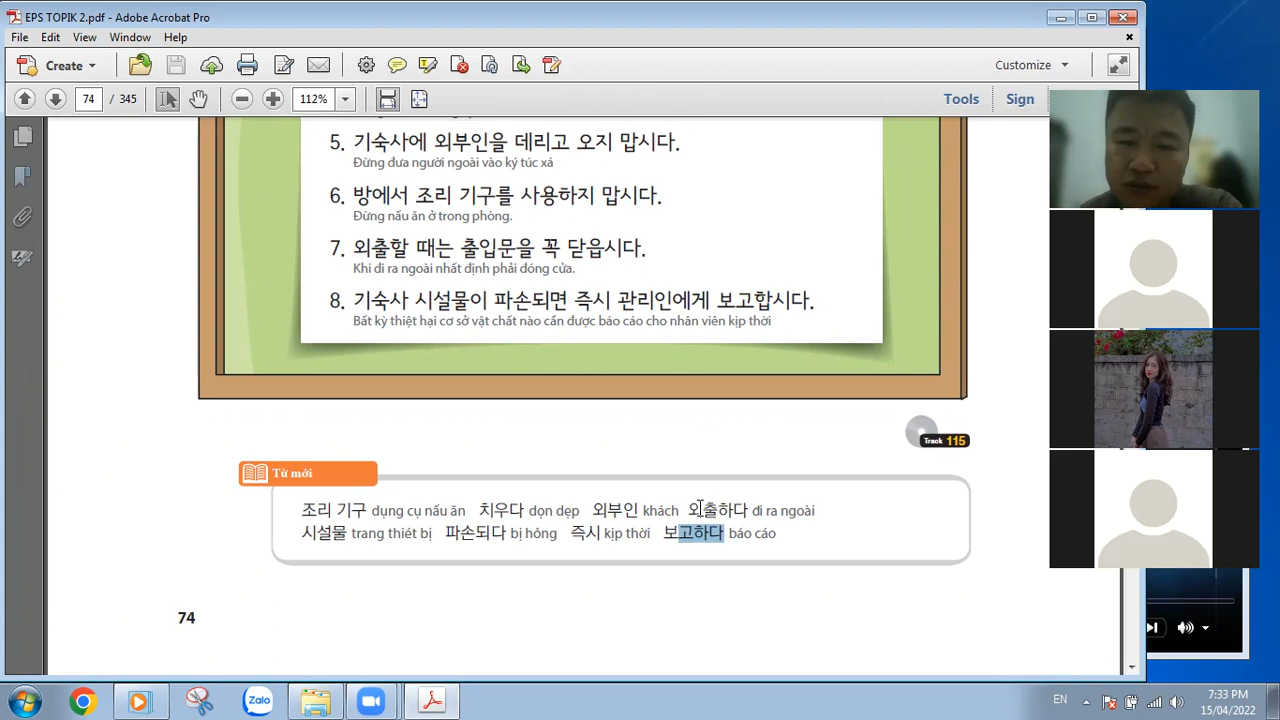 EPS TOPIK 2.pdf - Adobe Acrobat Pro
File Edit View Window Help
Create
Customize
74 / 345
112%
Tools Sign
5. 기숙사에 외부인을 데리고 오지 맙시다.
Đừng đưa người ngoài vào ký túc xá
6. 방에서 조리 기구를 사용하지 맙시다.
Đừng nấu ăn ở trong phòng.
7. 외출할 때는 출입문을 꼭 닫읍시다.
Khi đi ra ngoài nhất định phải đóng cửa.
8. 기숙사 시설물이 파손되면 즉시 관리인에게 보고합시다.
Bất kỳ thiệt hại cơ sở vật chất nào cần được báo cáo cho nhân viên kịp thời
Track 115
Từ mới
조리 기구 dụng cụ nấu ăn 치우다 dọn dẹp 외부인 khách 외출하다 đi ra ngoài
시설물 trang thiét bị 파손되다 bị hỏng 즉시 kịp thời 보고하다 báo cáo
74
Zalo
EN
7:33 PM
15/04/2022